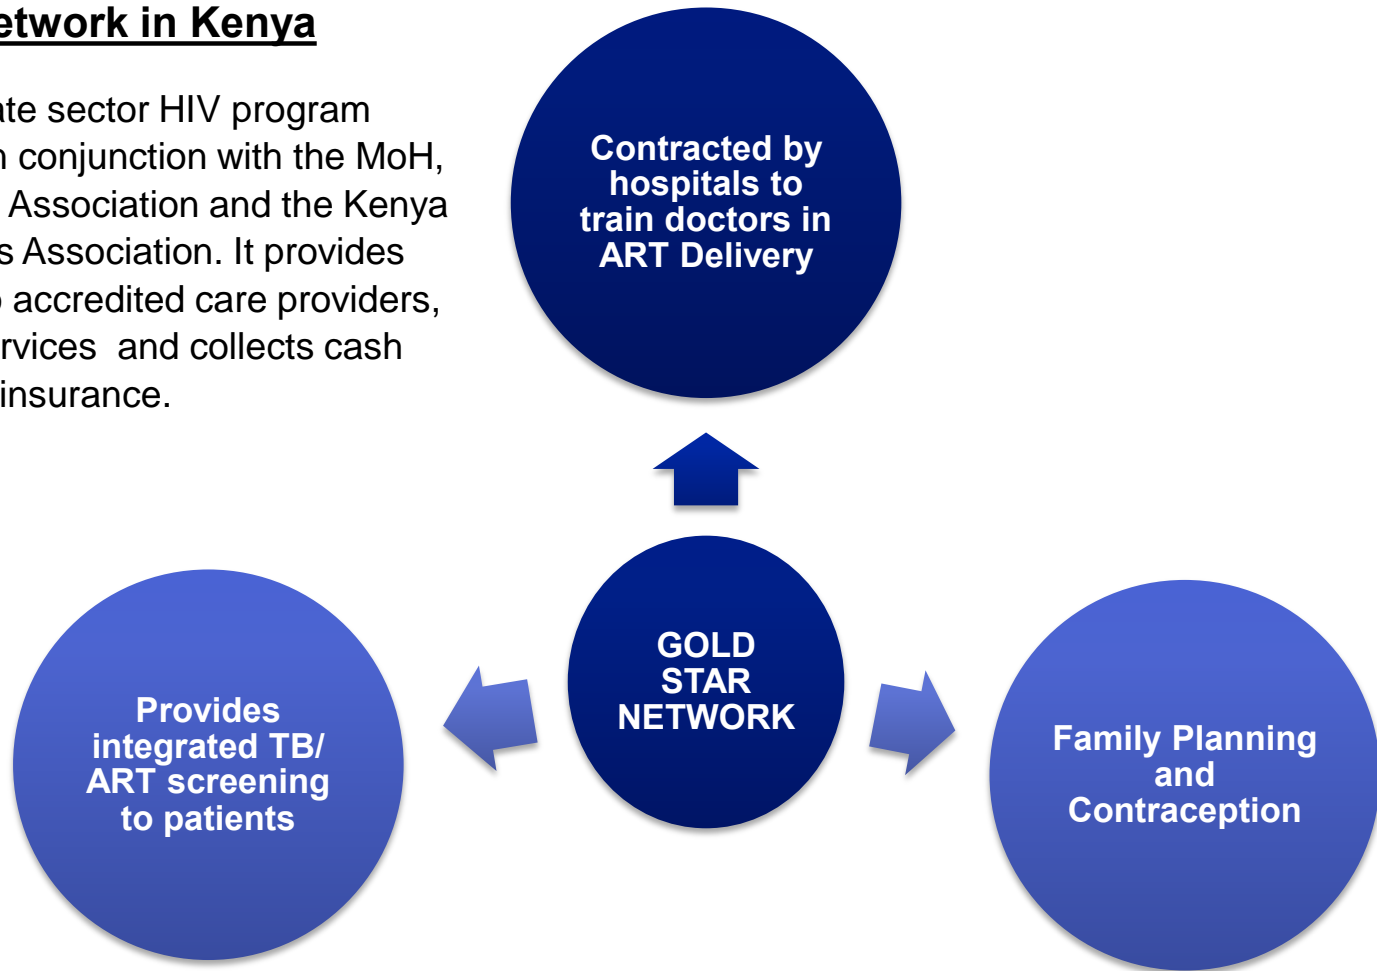 etwork in Kenya
ate sector HIV program
n conjunction with the MoH,
Association and the Kenya
s Association. It provides
o accredited care providers,
rvices and collects cash
insurance.
Contracted by
hospitals to
train doctors in
ART Delivery
GOLD
STAR
NETWORK
Provides
integrated TB/
ART screening
to patients
Family Planning
and
Contraception